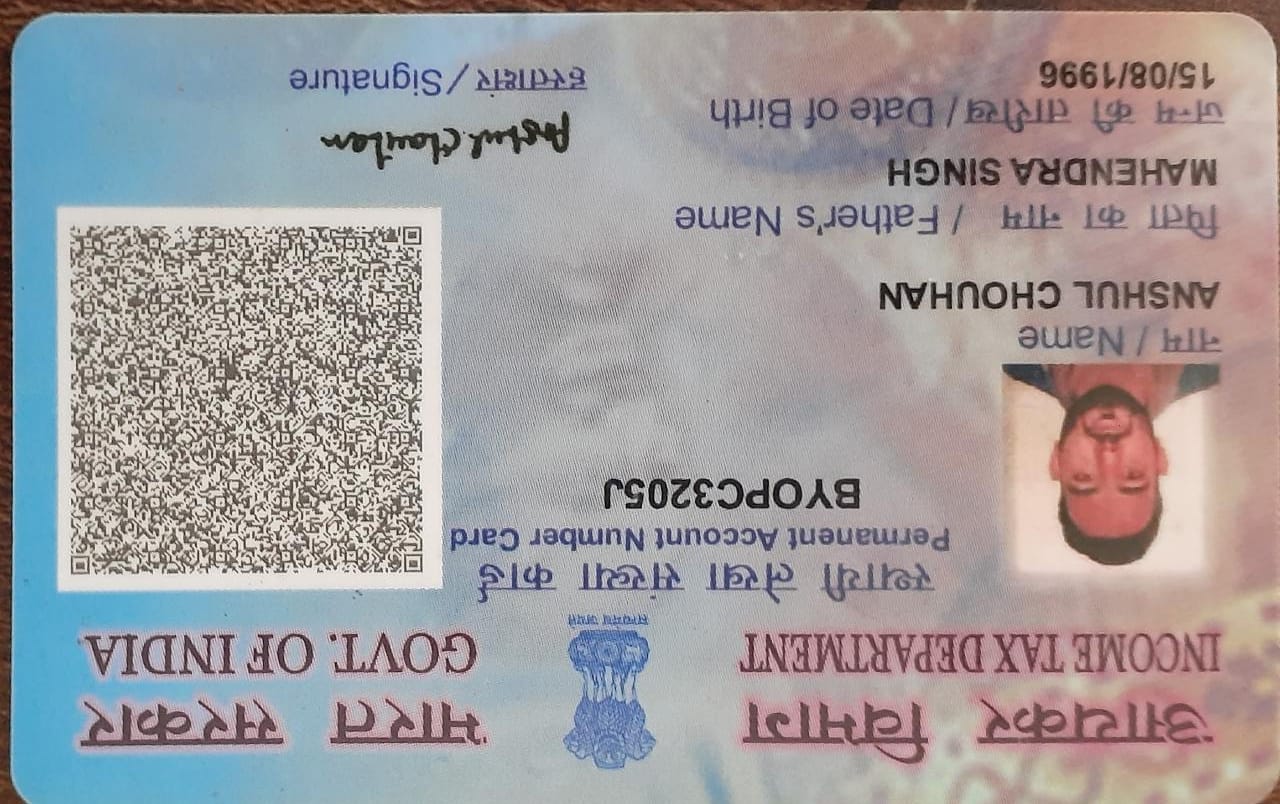 आयकर विभाग
INCOME TAX DEPARTMENT
सत्यमेव जयते
भारत सरकार
GOVT. OF INDIA
स्थायी लेखा संख्या कार्ड
Permanent Account Number Card
BYOPC3205J
नाम / Name
ANSHUL CHOUHAN
पिता का नाम / Father's Name
MAHENDRA SINGH
जन्म की तारीख / Date of Birth
15/08/1996
Anshul Chouhan
हस्ताक्षर / Signature